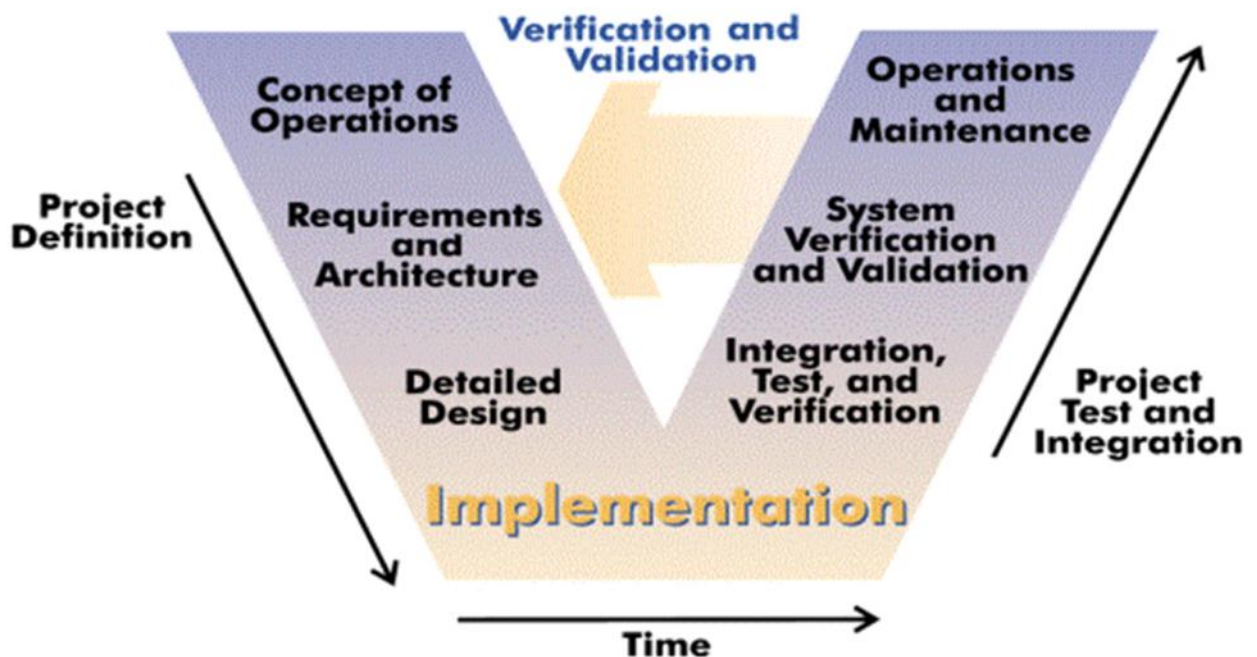 Verification and
Validation
Concept of
Operations
Operations
and
Maintenance
Project
Definition
Requirements
and
Architecture
System
Verification
and Validation
Detailed
Design
Integration,
Test, and
Verification
Project
Test and
Integration
Implementation
Time